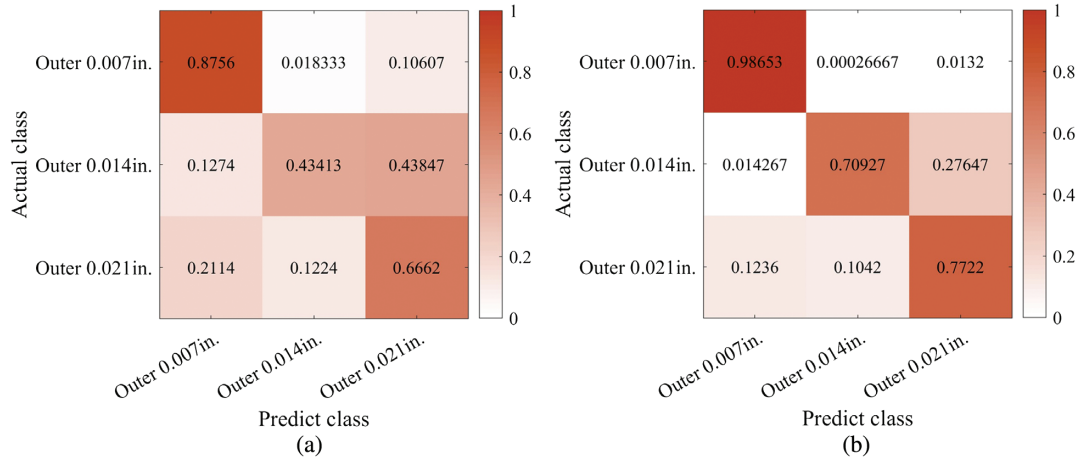 Actual class
Outer 0.007in.
0.8756
0.018333
0.10607
Outer 0.014in.
0.1274
0.43413
0.43847
Outer 0.021in.
0.2114
0.1224
0.6662
Outer 0.007in.
Outer 0.014in.
Outer 0.021in.
Predict class
1
0.8
0.6
0.4
0.2
0
(a)
Actual class
Outer 0.007in.
0.98653
0.00026667
0.0132
Outer 0.014in.
0.014267
0.70927
0.27647
Outer 0.021in.
0.1236
0.1042
0.7722
Outer 0.007in.
Outer 0.014in.
Outer 0.021in.
Predict class
1
0.8
0.6
0.4
0.2
0
(b)